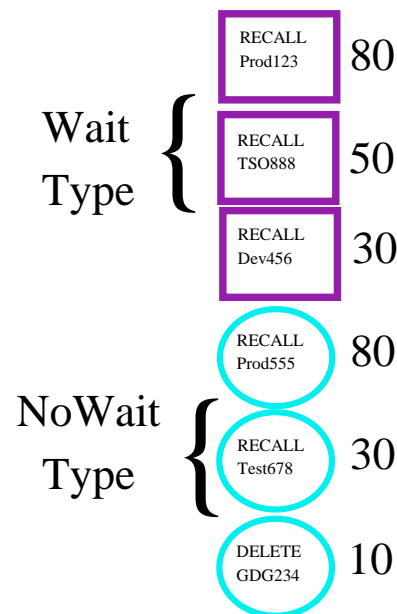 RECALL
Prod123
80
Wait
Type
{
RECALL
TSO888
50
RECALL
Dev456
30
RECALL
Prod555
80
NoWait
Type
{
RECALL
Test678
30
DELETE
GDG234
10